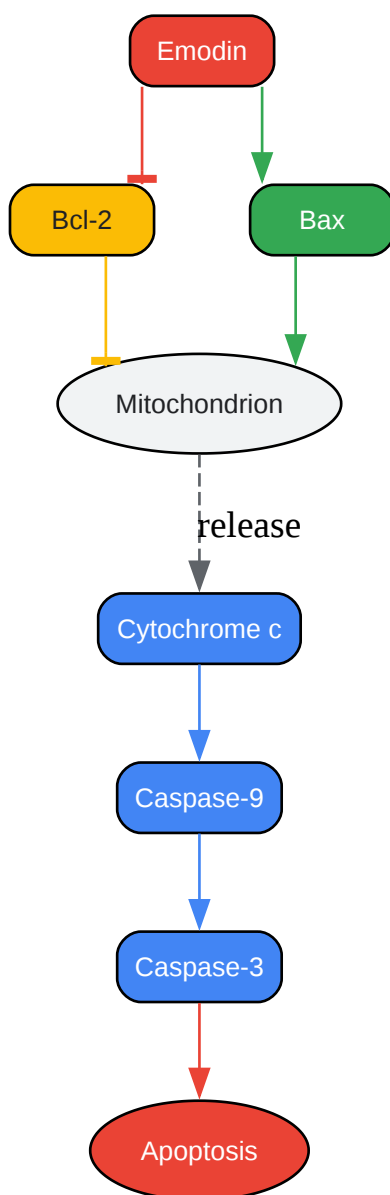 Emodin
Bcl-2
Bax
Mitochondrion
release
Cytochrome c
Caspase-9
Caspase-3
Apoptosis